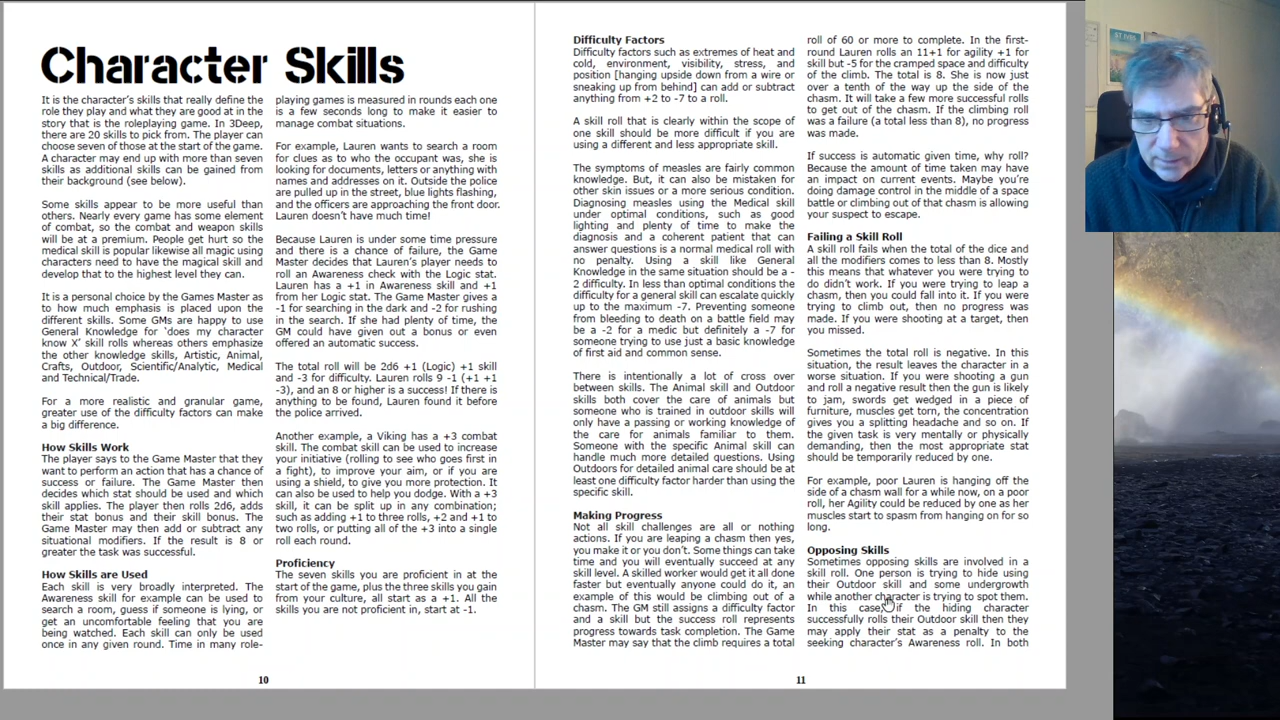 Character Skills
It is the character's skills that really define the
role they play and what they are good at in the
story that is the roleplaying game. In 3Deep,
there are 20 skills to pick from. The player can
choose seven of those at the start of the game.
A character may end up with more than seven
skills as additional skills can be gained from
their background (see below).
Some skills appear to be more useful than
others. Nearly every game has some element
of combat, so the combat and weapon skills
will be at a premium. People get hurt so the
medical skill is popular likewise all magic using
characters need to have the magical skill and
develop that to the highest level they can.
It is a personal choice by the Games Master as
to how much emphasis is placed upon the
different skills. Some GMs are happy to use
General Knowledge for 'does my character
know X' skill rolls whereas others emphasize
the other knowledge skills, Artistic, Animal,
Crafts, Outdoor, Scientific/Analytic, Medical
and Technical/Trade.
For a more realistic and granular game,
greater use of the difficulty factors can make
a big difference.
How Skills Work
The player says to the Game Master that they
want to perform an action that has a chance of
success or failure. The Game Master then
decides which stat should be used and which
skill applies. The player then rolls 2d6, adds
their stat bonus and their skill bonus. The
Game Master may then add or subtract any
situational modifiers. If the result is 8 or
greater the task was successful.
How Skills are Used
Each skill is very broadly interpreted. The
Awareness skill for example can be used to
search a room, guess if someone is lying, or
get an uncomfortable feeling that you are
being watched. Each skill can only be used
once in any given round. Time in many role-
playing games is measured in rounds each one
is a few seconds long to make it easier to
manage combat situations.
For example, Lauren wants to search a room
for clues as to who the occupant was, she is
looking for documents, letters or anything with
names and addresses on it. Outside the police
are pulled up in the street, blue lights flashing,
and the officers are approaching the front door.
Lauren doesn't have much time!
Because Lauren is under some time pressure
and there is a chance of failure, the Game
Master decides that Lauren's player needs to
roll an Awareness check with the Logic stat.
Lauren has a +1 in Awareness skill and +1
from her Logic stat. The Game Master gives a
-1 for searching in the dark and -2 for rushing
in the search. If she had plenty of time, the
GM could have given out a bonus or even
offered an automatic success.
The total roll will be 2d6 +1 (Logic) +1 skill
and -3 for difficulty. Lauren rolls 9 -1 (+1 +1
-3), and an 8 or higher is a success! If there is
anything to be found, Lauren found it before
the police arrived.
Another example, a Viking has a +3 combat
skill. The combat skill can be used to increase
your initiative (rolling to see who goes first in
a fight), to improve your aim, or if you are
using a shield, to give you more protection. It
can also be used to help you dodge. With a +3
skill, it can be split up in any combination;
such as adding +1 to three rolls, +2 and +1 to
two rolls, or putting all of the +3 into a single
roll each round.
Proficiency
The seven skills you are proficient in at the
start of the game, plus the three skills you gain
from your culture, all start as a +1. All the
skills you are not proficient in, start at -1.
10
Difficulty Factors
Difficulty factors such as extremes of heat and
cold, environment, visibility, stress, and
position [hanging upside down from a wire or
sneaking up from behind] can add or subtract
anything from +2 to -7 to a roll.
A skill roll that is clearly within the scope of
one skill should be more difficult if you are
using a different and less appropriate skill.
The symptoms of measles are fairly common
knowledge. But, it can also be mistaken for
other skin issues or a more serious condition.
Diagnosing measles using the Medical skill
under optimal conditions, such as good
lighting and plenty of time to make the
diagnosis and a coherent patient that can
answer questions is a normal medical roll with
no penalty. Using a skill like General
Knowledge in the same situation should be a -
2 difficulty. In less than optimal conditions the
difficulty for a general skill can escalate quickly
up to the maximum -7. Preventing someone
from bleeding to death on a battle field may
be a -2 for a medic but definitely a -7 for
someone trying to use just a basic knowledge
of first aid and common sense.
There is intentionally a lot of cross over
between skills. The Animal skill and Outdoor
skills both cover the care of animals but
someone who is trained in outdoor skills will
only have a passing or working knowledge of
the care for animals familiar to them.
Someone with the specific Animal skill can
handle much more detailed questions. Using
Outdoors for detailed animal care should be at
least one difficulty factor harder than using the
specific skill.
Making Progress
Not all skill challenges are all or nothing
actions. If you are leaping a chasm then yes,
you make it or you don't. Some things can take
time and you will eventually succeed at any
skill level. A skilled worker would get it all done
faster but eventually anyone could do it, an
example of this would be climbing out of a
chasm. The GM still assigns a difficulty factor
and a skill but the success roll represents
progress towards task completion. The Game
Master may say that the climb requires a total
roll of 60 or more to complete. In the first-
round Lauren rolls an 11+1 for agility +1 for
skill but -5 for the cramped space and difficulty
of the climb. The total is 8. She is now just
over a tenth of the way up the side of the
chasm. It will take a few more successful rolls
to get out of the chasm. If the climbing roll
was a failure (a total less than 8), no progress
was made.
If success is automatic given time, why roll?
Because the amount of time taken may have
an impact on current events. Maybe you're
doing damage control in the middle of a space
battle or climbing out of that chasm is allowing
your suspect to escape.
Failing a Skill Roll
A skill roll fails when the total of the dice and
all the modifiers comes to less than 8. Mostly
this means that whatever you were trying to
do didn't work. If you were trying to leap a
chasm, then you could fall into it. If you were
trying to climb out, then no progress was
made. If you were shooting at a target, then
you missed.
Sometimes the total roll is negative. In this
situation, the result leaves the character in a
worse situation. If you were shooting a gun
and roll a negative result then the gun is likely
to jam, swords get wedged in a piece of
furniture, muscles get torn, the concentration
gives you a splitting headache and so on. If
the given task is very mentally or physically
demanding, then the most appropriate stat
should be temporarily reduced by one.
For example, poor Lauren is hanging off the
side of a chasm wall for a while now, on a poor
roll, her Agility could be reduced by one as her
muscles start to spasm from hanging on for so
long.
Opposing Skills
Sometimes opposing skills are involved in a
skill roll. One person is trying to hide using
their Outdoor skill and some undergrowth
while another character is trying to spot them.
In this case, if the hiding character
successfully rolls their Outdoor skill then they
may apply their stat as a penalty to the
seeking character's Awareness roll. In both
11
ST IVES